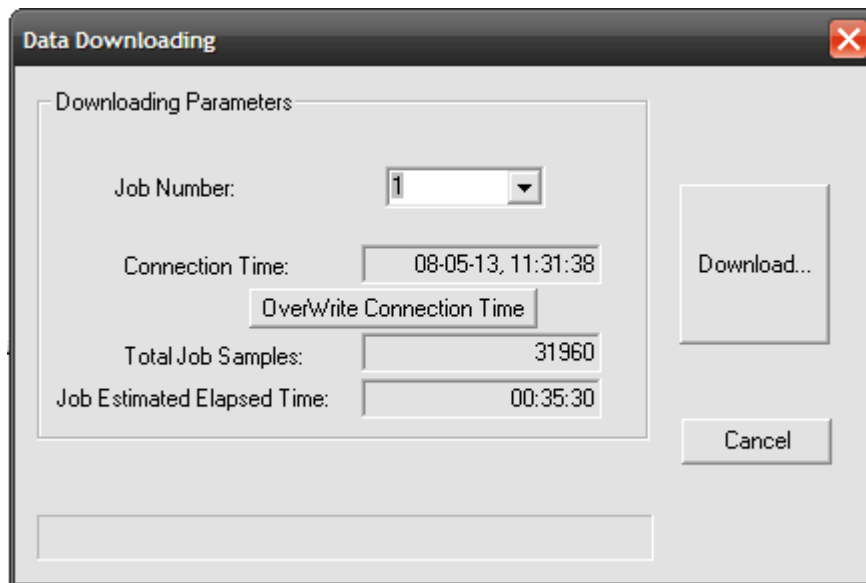 Data Downloading
Downloading Parameters
Job Number: 1
Connection Time: 08-05-13, 11:31:38
Download...
OverWrite Connection Time
Total Job Samples: 31960
Job Estimated Elapsed Time: 00:35:30
Cancel